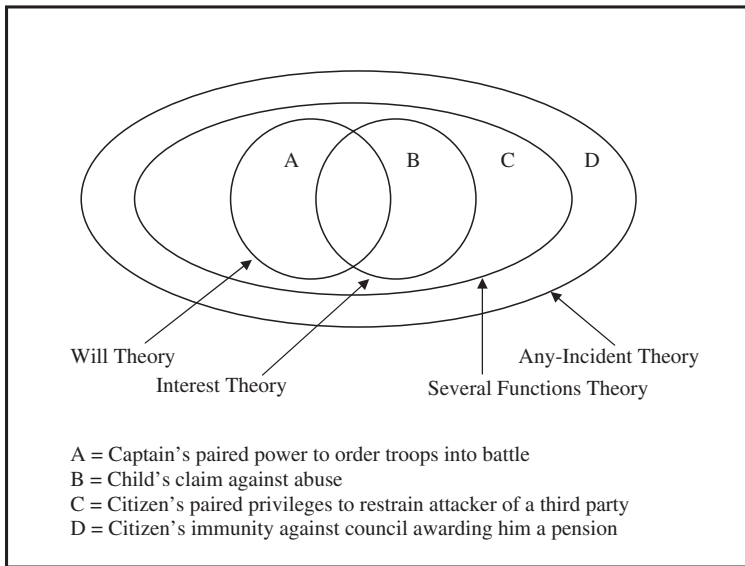 A B C D
Will Theory Any-Incident Theory
Interest Theory Several Functions Theory
A = Captain’s paired power to order troops into battle
B = Child’s claim against abuse
C = Citizen’s paired privileges to restrain attacker of a third party
D = Citizen’s immunity against council awarding him a pension